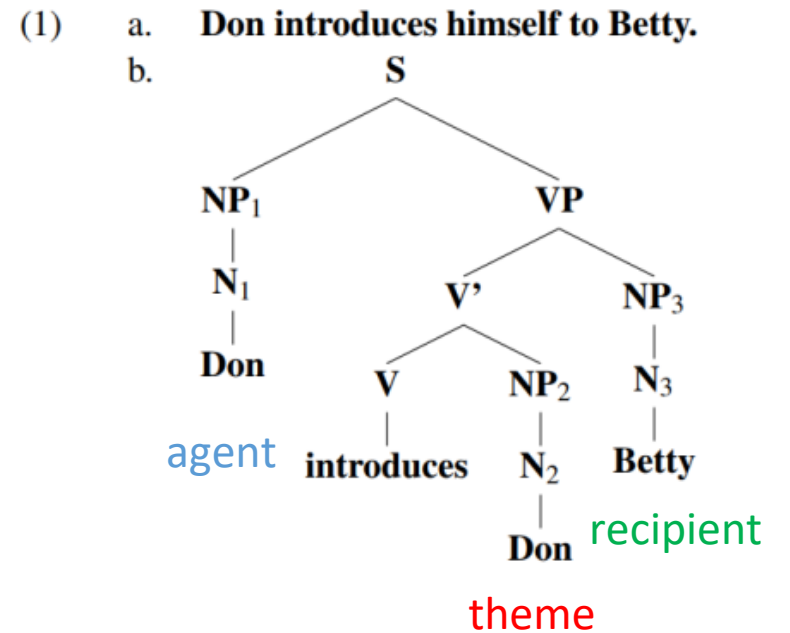 (1) a. Don introduces himself to Betty.
b. S
NP₁ VP
N₁ V’ NP₃
Don V NP₂ N₃
agent introduces N₂ Betty
Don recipient
theme